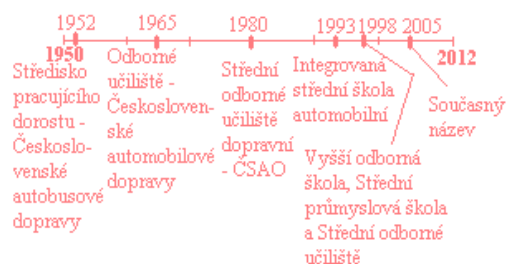 1952
1965
1980
1993
1998
2005
1950
2012
Středisko
pracujícího
dorostu -
Českoslo-
venské
autobusové
dopravy
Odborné
učiliště -
Českosloven-
ské
automobilové
dopravy
Střední
odborné
učiliště
dopravní
- ČSAO
Integrovaná
střední škola
automobilní
Vyšší odborná
škola, Střední
průmyslová škola
a Střední odborné
učiliště
Současný
název